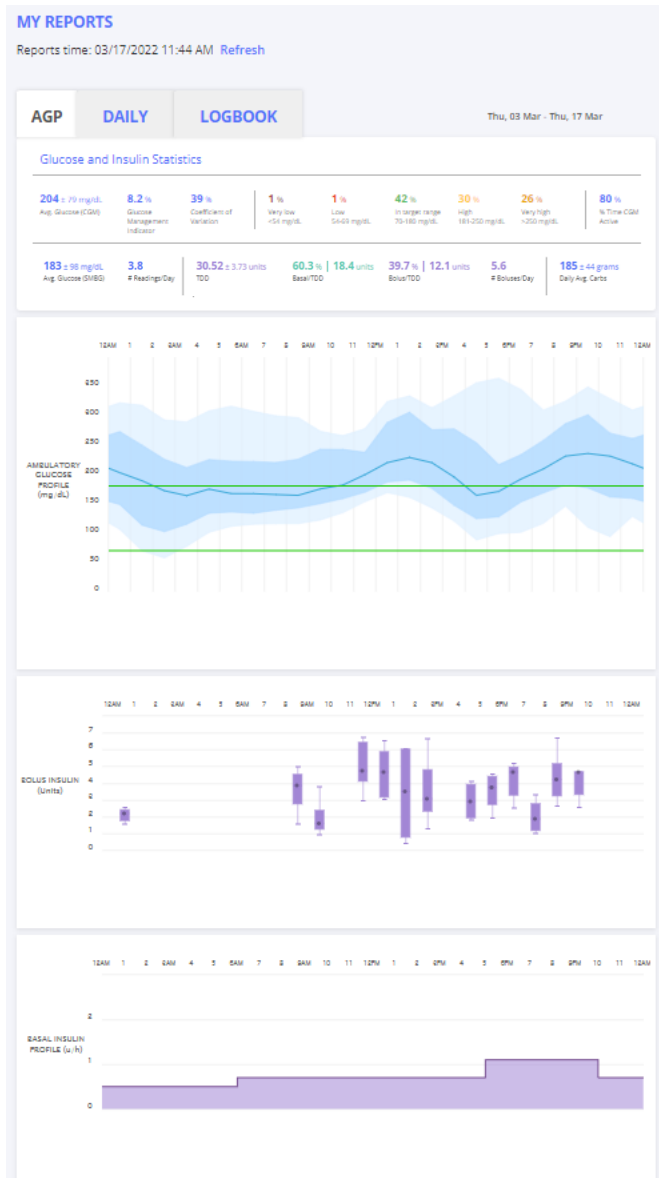 MY REPORTS
Reports time: 03/17/2022 11:44 AM Refresh
AGP DAILY LOGBOOK Thu, 03 Mar - Thu, 17 Mar
Glucose and Insulin Statistics
204 ± 79 mg/dL 8.2 % 39 % 1 % 1 % 42 % 30 % 26 % 80 %
Avg. Glucose (CGM) Glucose Coefficient of Very low Low In target range High Very high % Time CGM
Management Variation <54 mg/dL 54-69 mg/dL 70-180 mg/dL 181-250 mg/dL >250 mg/dL Active
Indicator
183 ± 98 mg/dL 3.8 30.52 ± 3.73 units 60.3 % | 18.4 units 39.7 % | 12.1 units 5.6 185 ± 44 grams
Avg. Glucose (SMBG) # Readings/Day TDD Basal/TDD Bolus/TDD # Boluses/Day Daily Avg. Carbs
12AM 1 2 3AM 4 5 6AM 7 8 9AM 10 11 12PM 1 2 3PM 4 5 6PM 7 8 9PM 10 11 12AM
350
300
250
AMBULATORY
GLUCOSE
PROFILE
(mg/dL)
200
150
100
50
0
12AM 1 2 3AM 4 5 6AM 7 8 9AM 10 11 12PM 1 2 3PM 4 5 6PM 7 8 9PM 10 11 12AM
7
6
5
BOLUS INSULIN
(Units)
4
3
2
1
0
12AM 1 2 3AM 4 5 6AM 7 8 9AM 10 11 12PM 1 2 3PM 4 5 6PM 7 8 9PM 10 11 12AM
2
BASAL INSULIN
PROFILE (u/h)
1
0